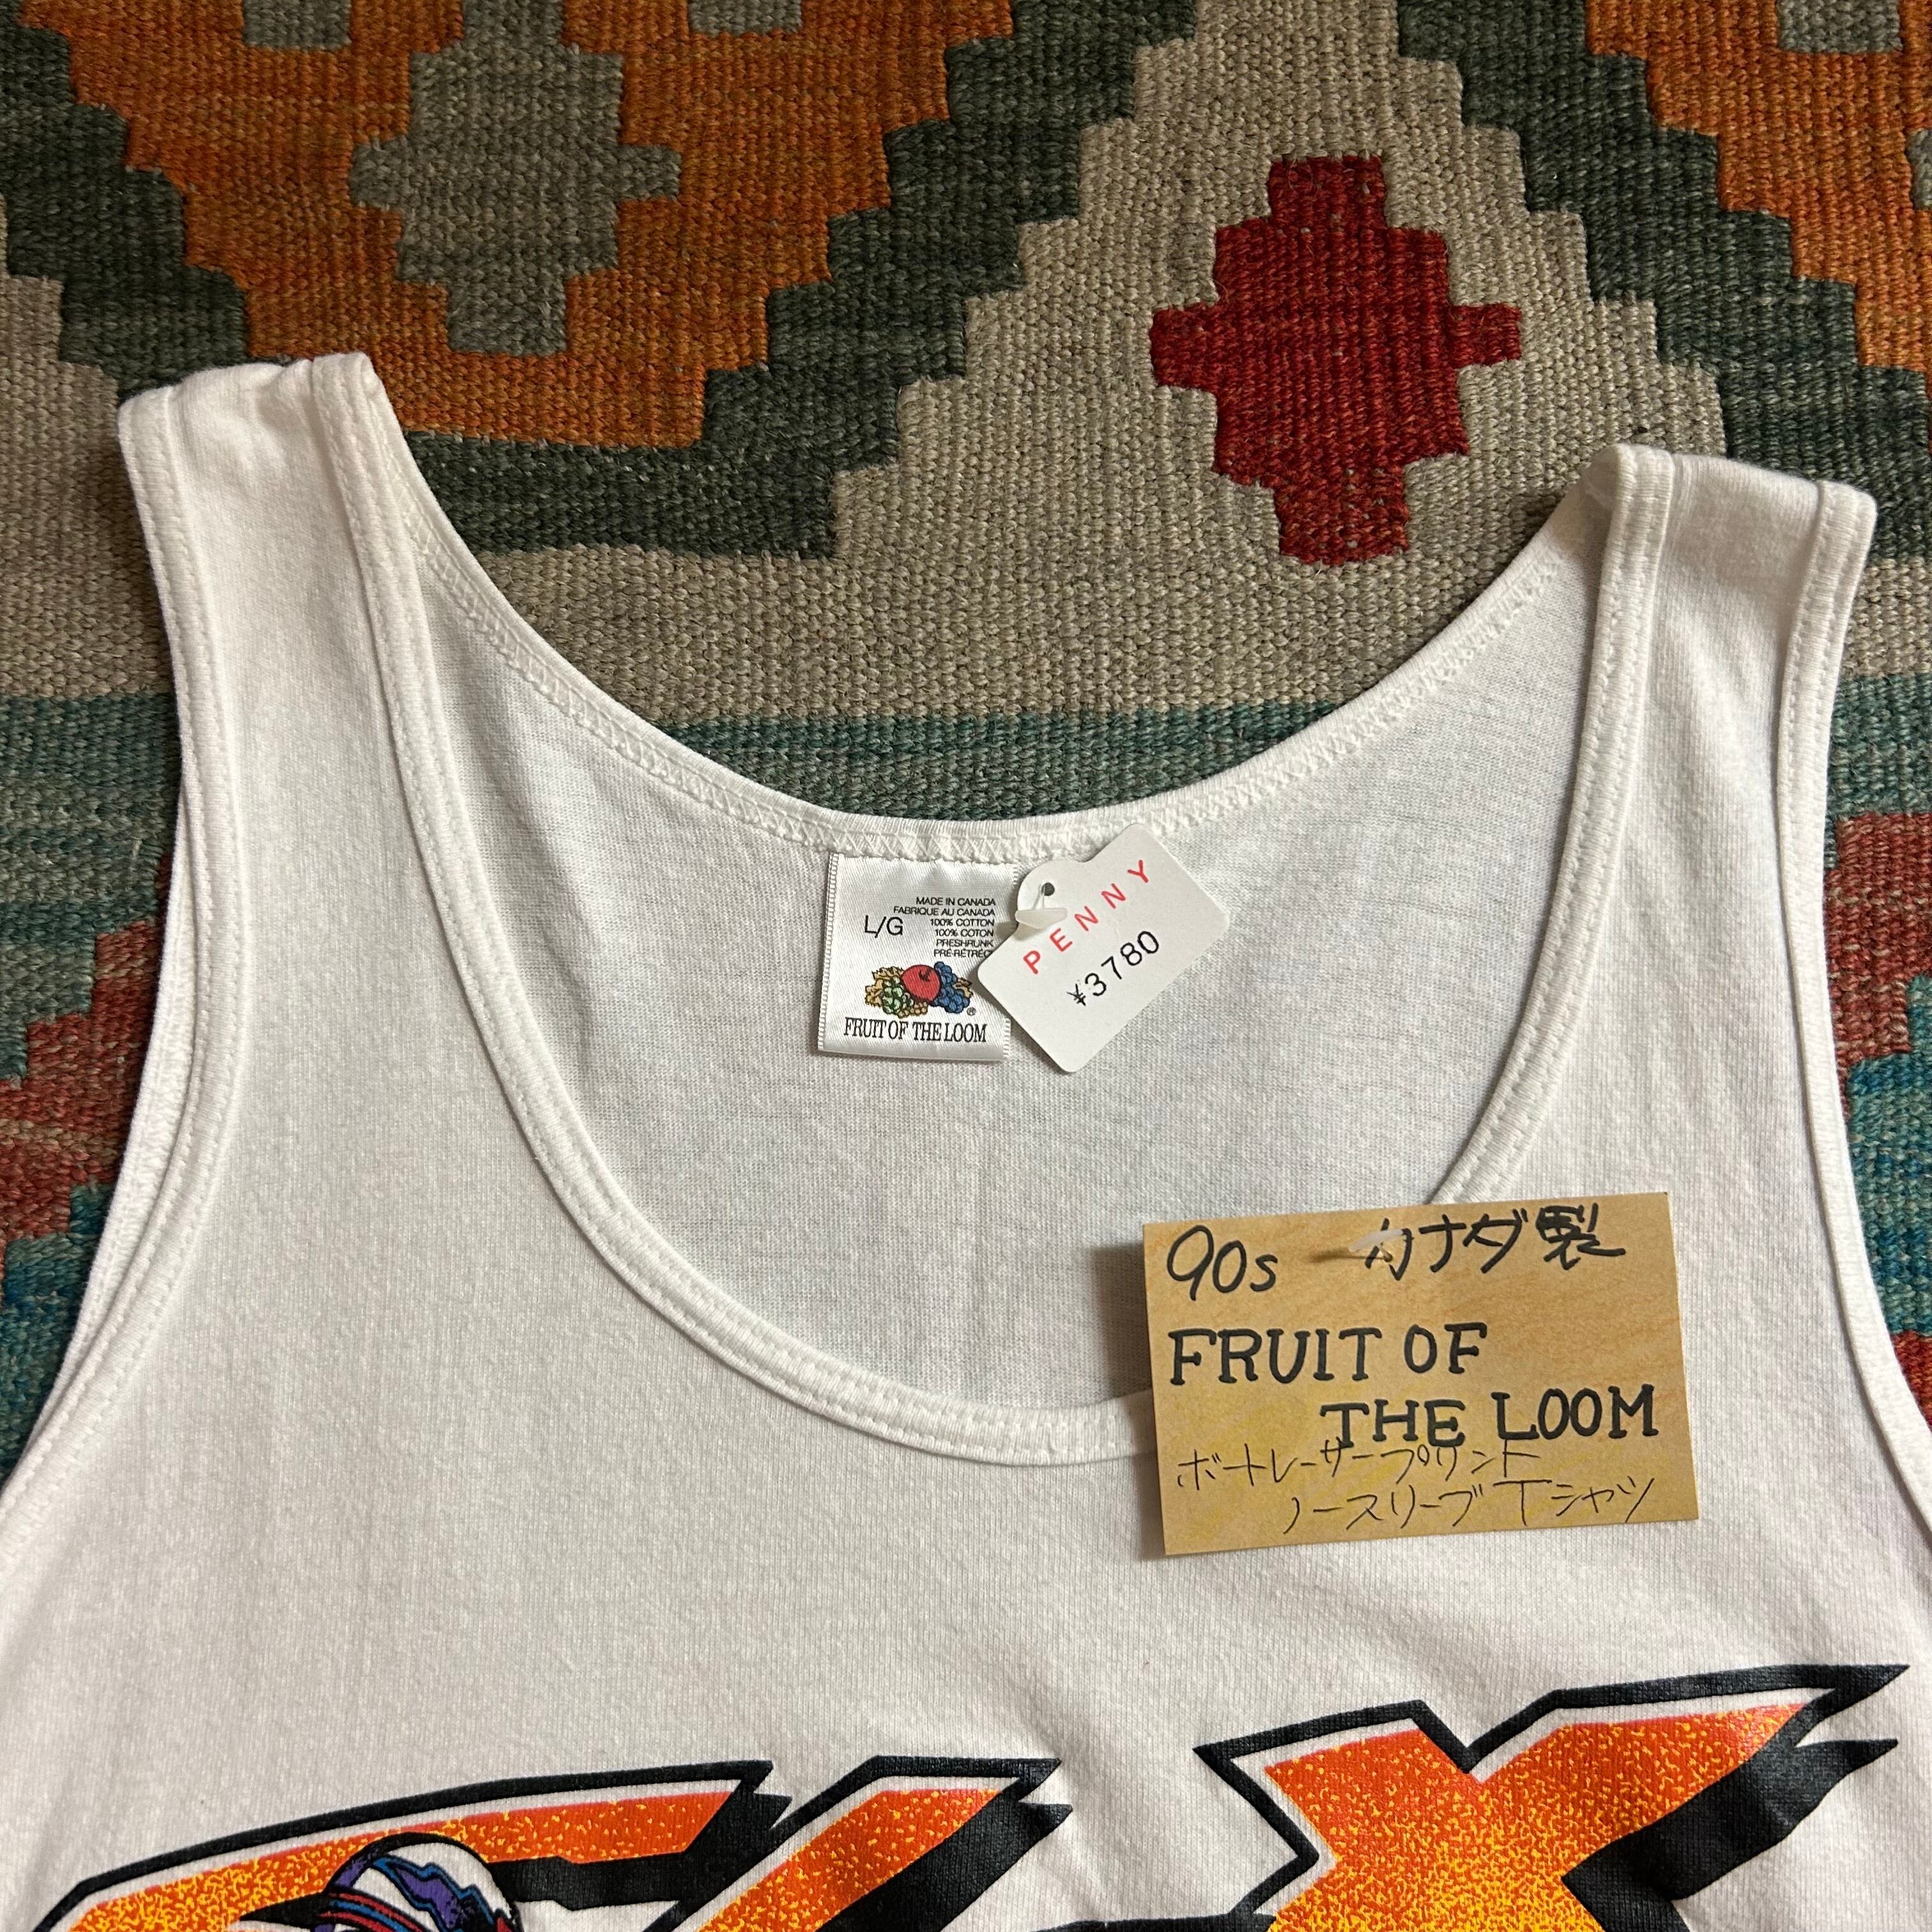 MADE IN CANADA
FABRIQUE AU CANADA
L/G
100% COTTON
100% COTON
PRESHRUNK
PRÉ-RÉTRÉCI
®
FRUIT OF THE LOOM
PENNY
¥3780
90s カナダ製
FRUIT OF
THE LOOM
ボートレーサープリント
ノースリーブTシャツ